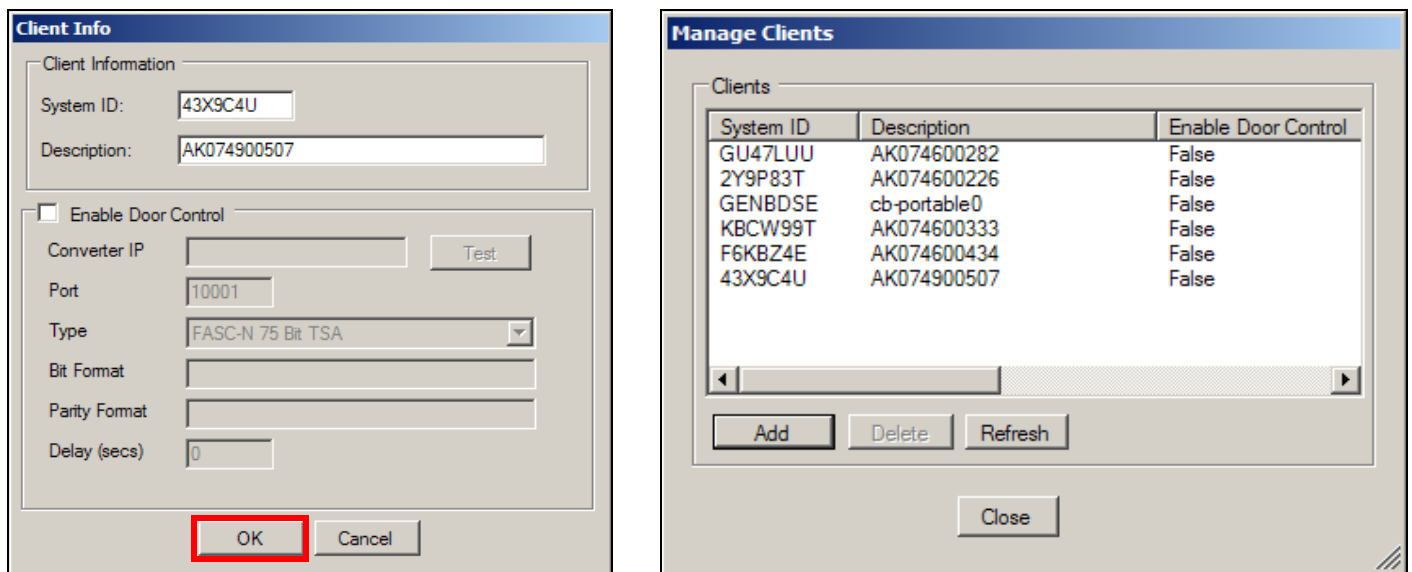 Client Info
Client Information
System ID: 43X9C4U
Description: AK074900507
Enable Door Control
Converter IP Test
Port 10001
Type FASC-N 75 Bit TSA
Bit Format
Parity Format
Delay (secs) 0
OK Cancel
Manage Clients
Clients
System ID Description Enable Door Control
GU47LUU AK074600282 False
2Y9P83T AK074600226 False
GENBDSE cb-portable0 False
KBCW99T AK074600333 False
F6KBZ4E AK074600434 False
43X9C4U AK074900507 False
Add Delete Refresh
Close